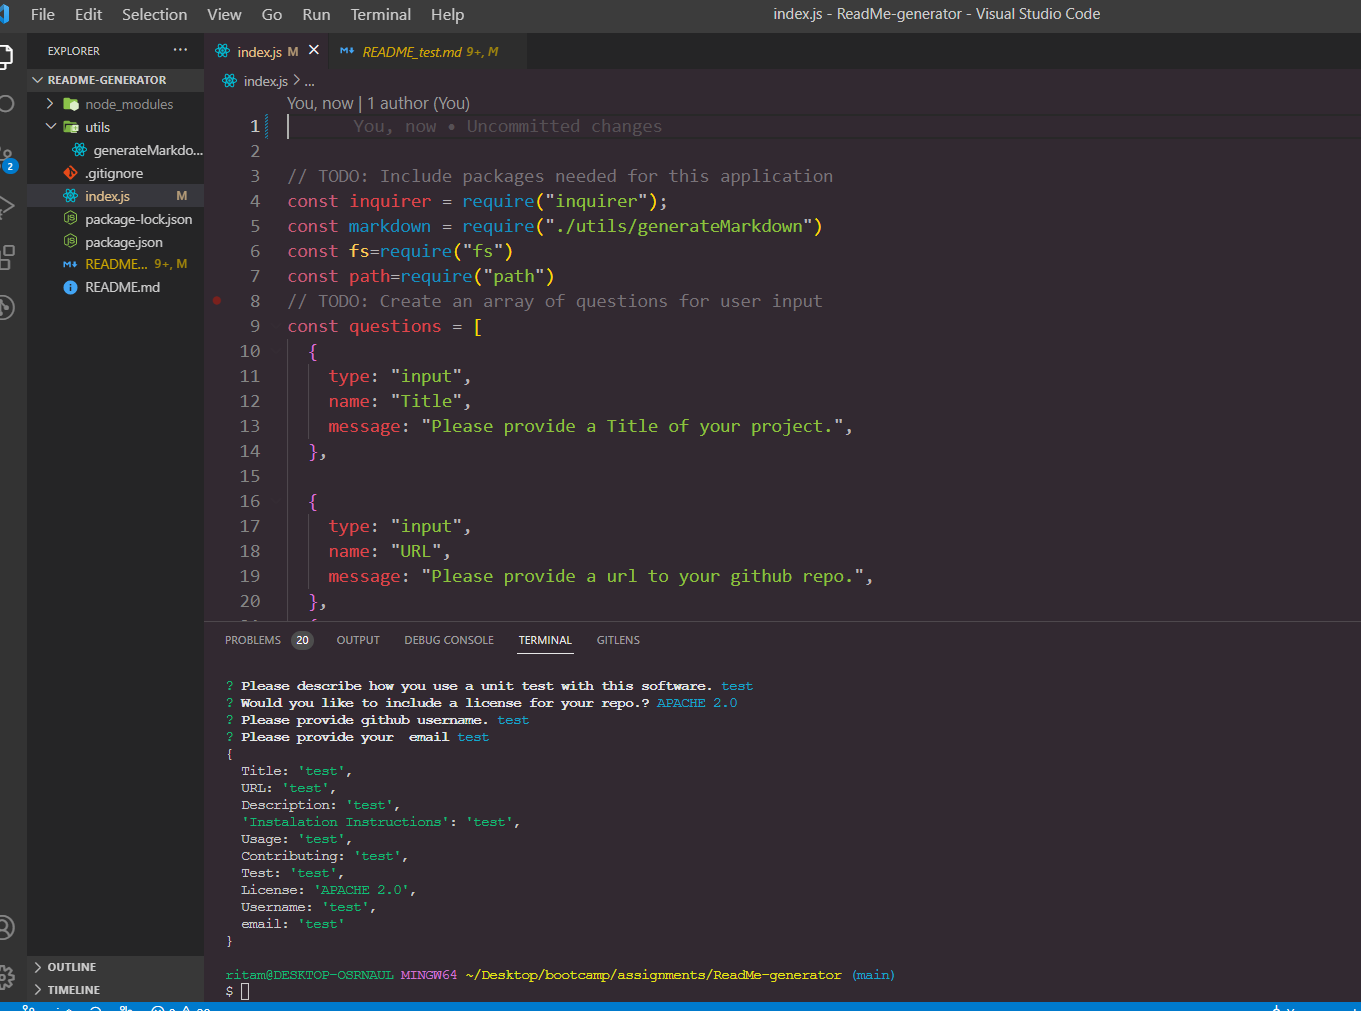 File Edit Selection View Go Run Terminal Help
index.js - ReadMe-generator - Visual Studio Code
EXPLORER ...
README-GENERATOR
node_modules
utils
generateMarkdo...
.gitignore
index.js M
package-lock.json
package.json
README... 9+, M
README.md
OUTLINE
TIMELINE
2
index.js M
README_test.md 9+, M
index.js > ...
You, now | 1 author (You)
1 You, now • Uncommitted changes
2
3 // TODO: Include packages needed for this application
4 const inquirer = require("inquirer");
5 const markdown = require("./utils/generateMarkdown")
6 const fs=require("fs")
7 const path=require("path")
8 // TODO: Create an array of questions for user input
9 const questions = [
10 {
11 type: "input",
12 name: "Title",
13 message: "Please provide a Title of your project.",
14 },
15
16 {
17 type: "input",
18 name: "URL",
19 message: "Please provide a url to your github repo.",
20 },
PROBLEMS 20 OUTPUT DEBUG CONSOLE TERMINAL GITLENS
? Please describe how you use a unit test with this software. test
? Would you like to include a license for your repo.? APACHE 2.0
? Please provide github username. test
? Please provide your  email test
{
Title: 'test',
URL: 'test',
Description: 'test',
'Instalation Instructions': 'test',
Usage: 'test',
Contributing: 'test',
Test: 'test',
License: 'APACHE 2.0',
Username: 'test',
email: 'test'
}
ritam@DESKTOP-OSRNAUL MINGW64 ~/Desktop/bootcamp/assignments/ReadMe-generator (main)
$